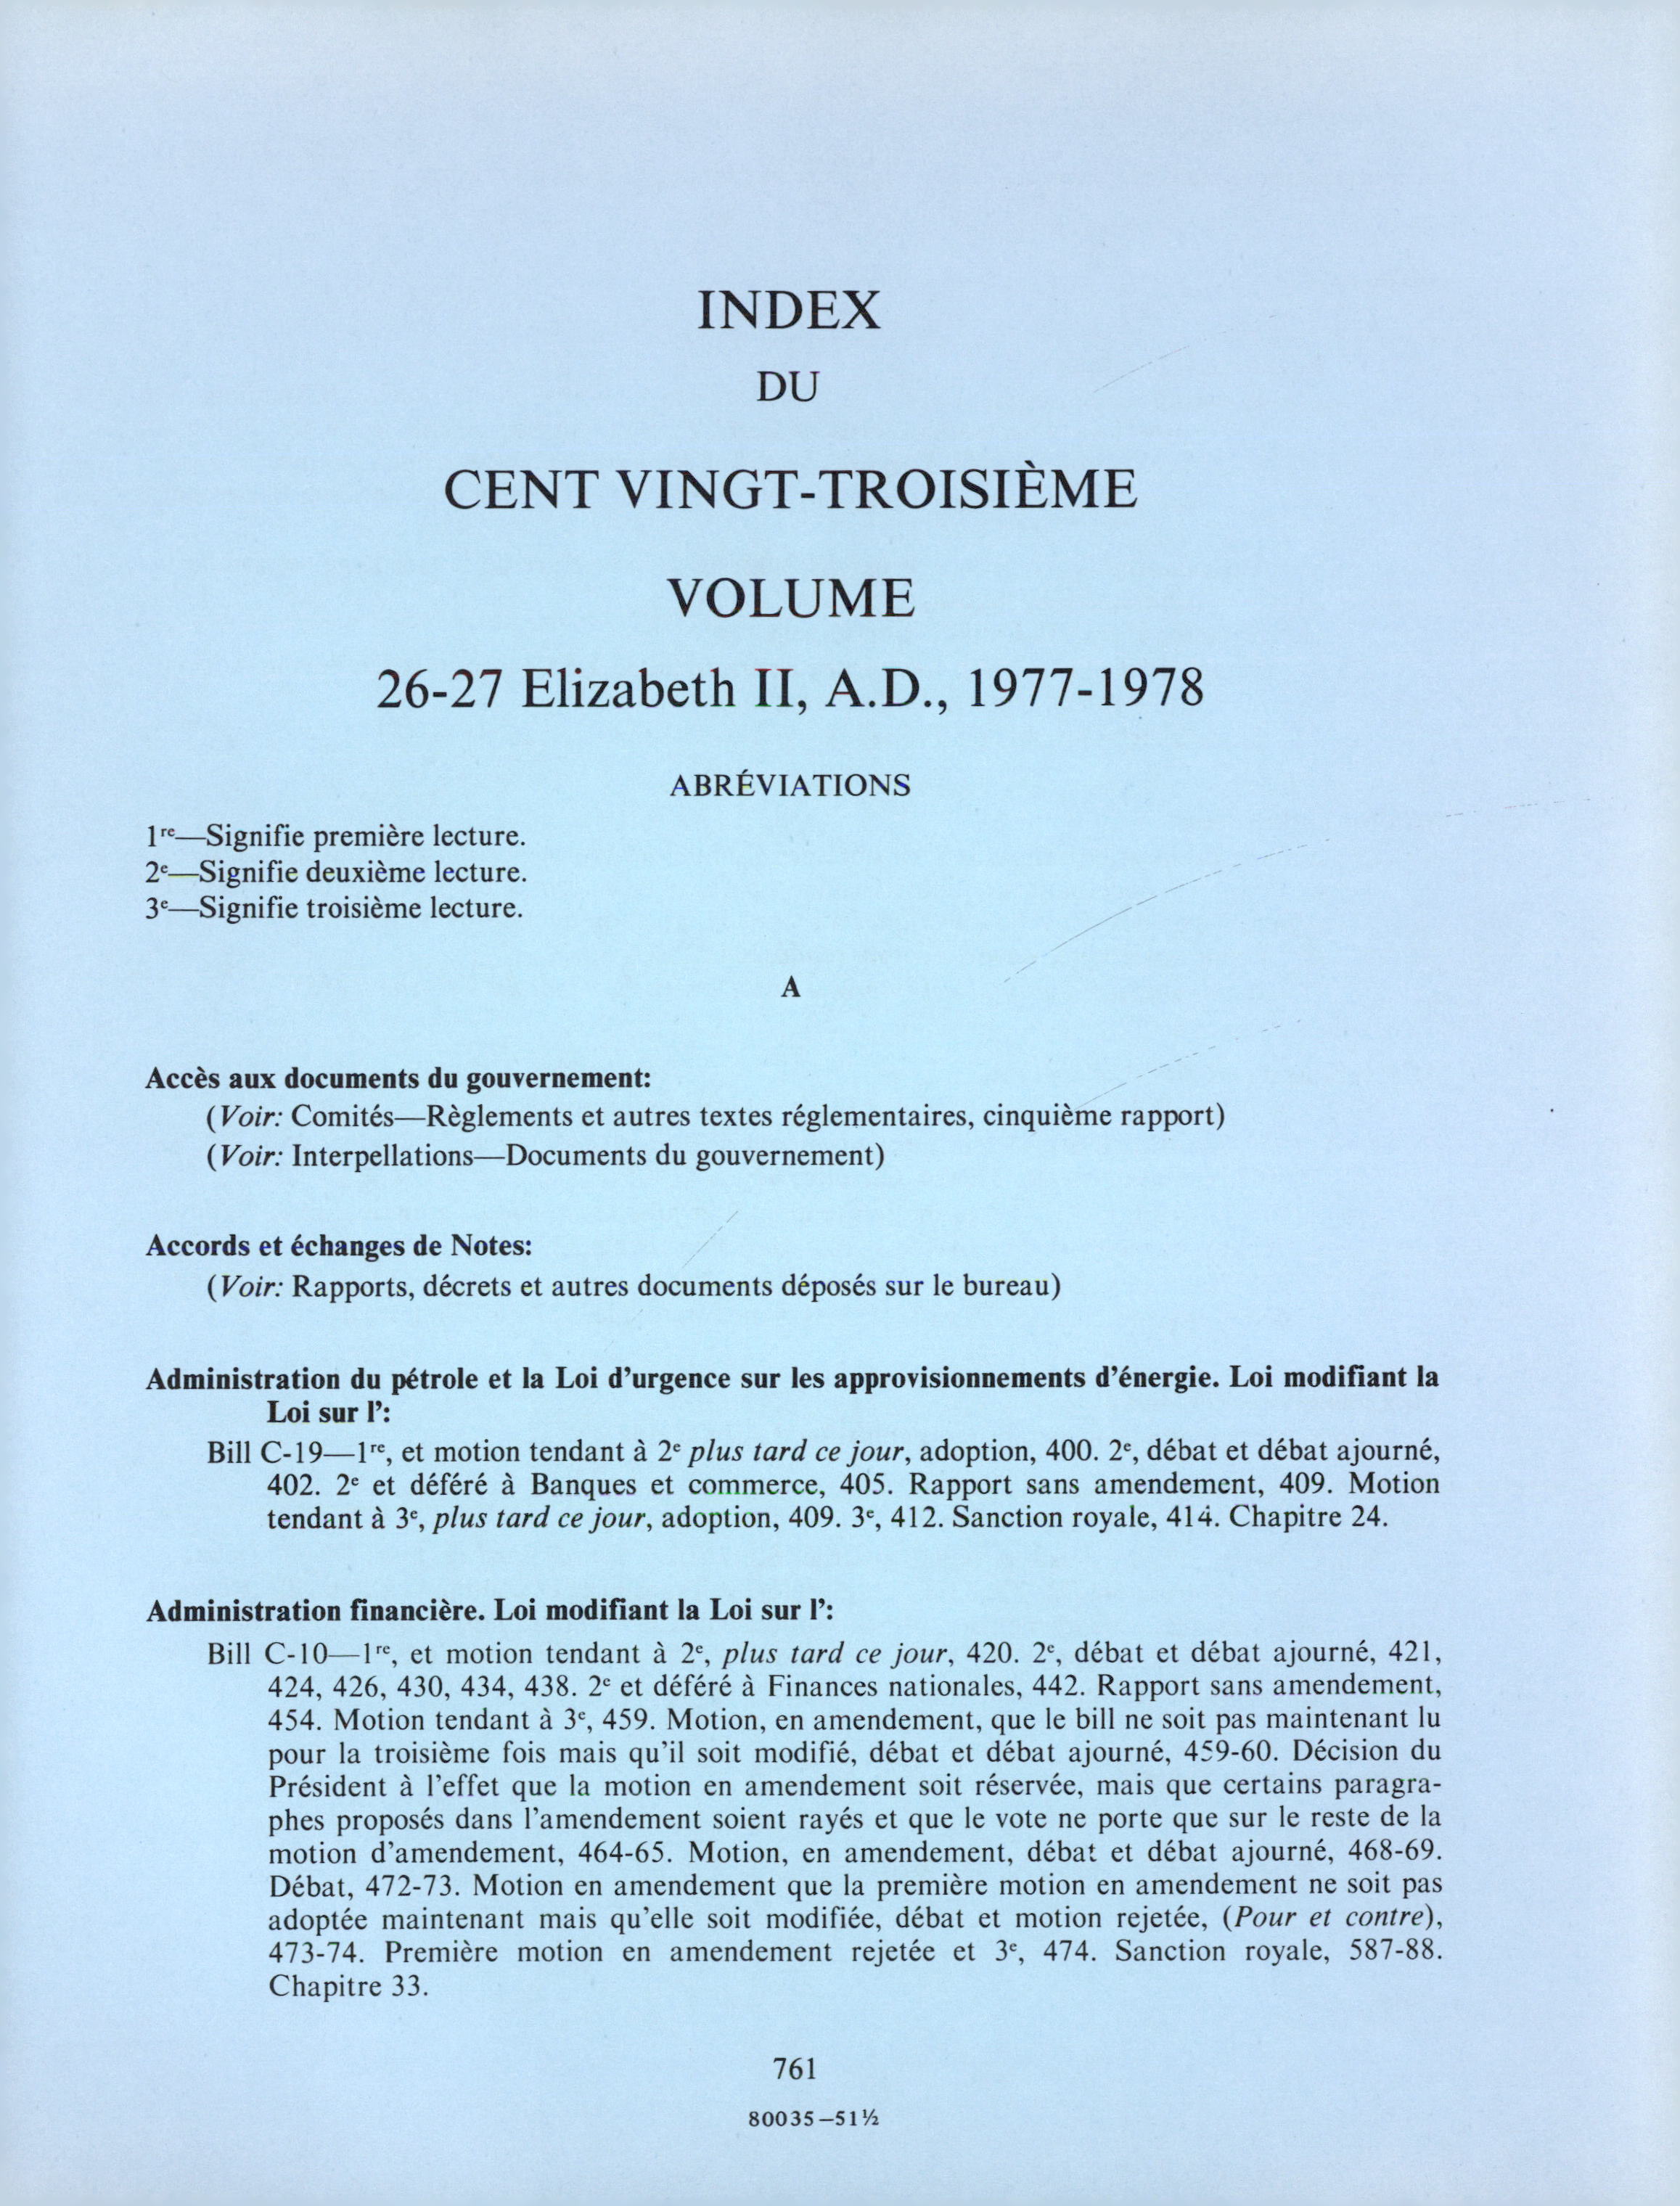 INDEX
DU
CENT VINGT-TROISIÈME
VOLUME
26-27 Elizabeth II, A.D., 1977-1978
ABRÉVIATIONS
1re—Signifie première lecture.
2e—Signifie deuxième lecture.
3e—Signifie troisième lecture.
A
Accès aux documents du gouvernement:
(Voir: Comités—Règlements et autres textes réglementaires, cinquième rapport)
(Voir: Interpellations—Documents du gouvernement)
Accords et échanges de Notes:
(Voir: Rapports, décrets et autres documents déposés sur le bureau)
Administration du pétrole et la Loi d'urgence sur les approvisionnements d'énergie. Loi modifiant la
Loi sur l':
Bill C-19—1re, et motion tendant à 2e plus tard ce jour, adoption, 400. 2e, débat et débat ajourné,
402. 2e et déféré à Banques et commerce, 405. Rapport sans amendement, 409. Motion
tendant à 3e, plus tard ce jour, adoption, 409. 3e, 412. Sanction royale, 414. Chapitre 24.
Administration financière. Loi modifiant la Loi sur l':
Bill C-10—1re, et motion tendant à 2e, plus tard ce jour, 420. 2e, débat et débat ajourné, 421,
424, 426, 430, 434, 438. 2e et déféré à Finances nationales, 442. Rapport sans amendement,
454. Motion tendant à 3e, 459. Motion, en amendement, que le bill ne soit pas maintenant lu
pour la troisième fois mais qu'il soit modifié, débat et débat ajourné, 459-60. Décision du
Président à l'effet que la motion en amendement soit réservée, mais que certains paragra-
phes proposés dans l'amendement soient rayés et que le vote ne porte que sur le reste de la
motion d'amendement, 464-65. Motion, en amendement, débat et débat ajourné, 468-69.
Débat, 472-73. Motion en amendement que la première motion en amendement ne soit pas
adoptée maintenant mais qu'elle soit modifiée, débat et motion rejetée, (Pour et contre),
473-74. Première motion en amendement rejetée et 3e, 474. Sanction royale, 587-88.
Chapitre 33.
761
80035–51½